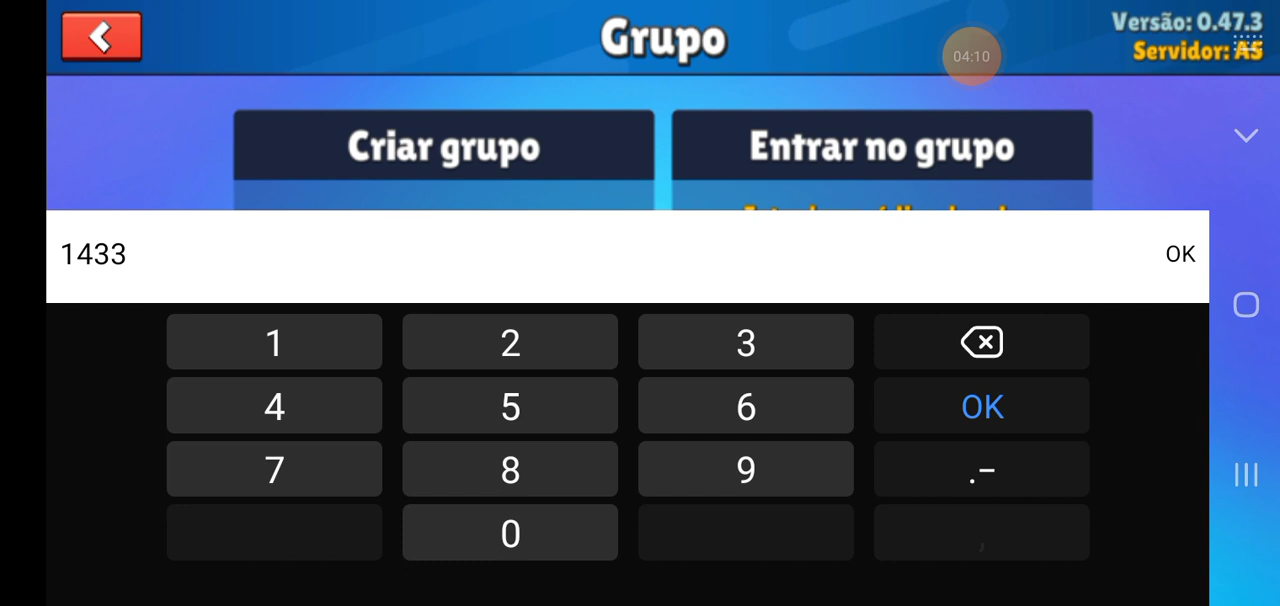 Grupo
04:10
Versão: 0.47.3
Servidor: AS
Criar grupo
Entrar no grupo
1433
OK
1
2
3
4
5
6
OK
7
8
9
.-
0
,